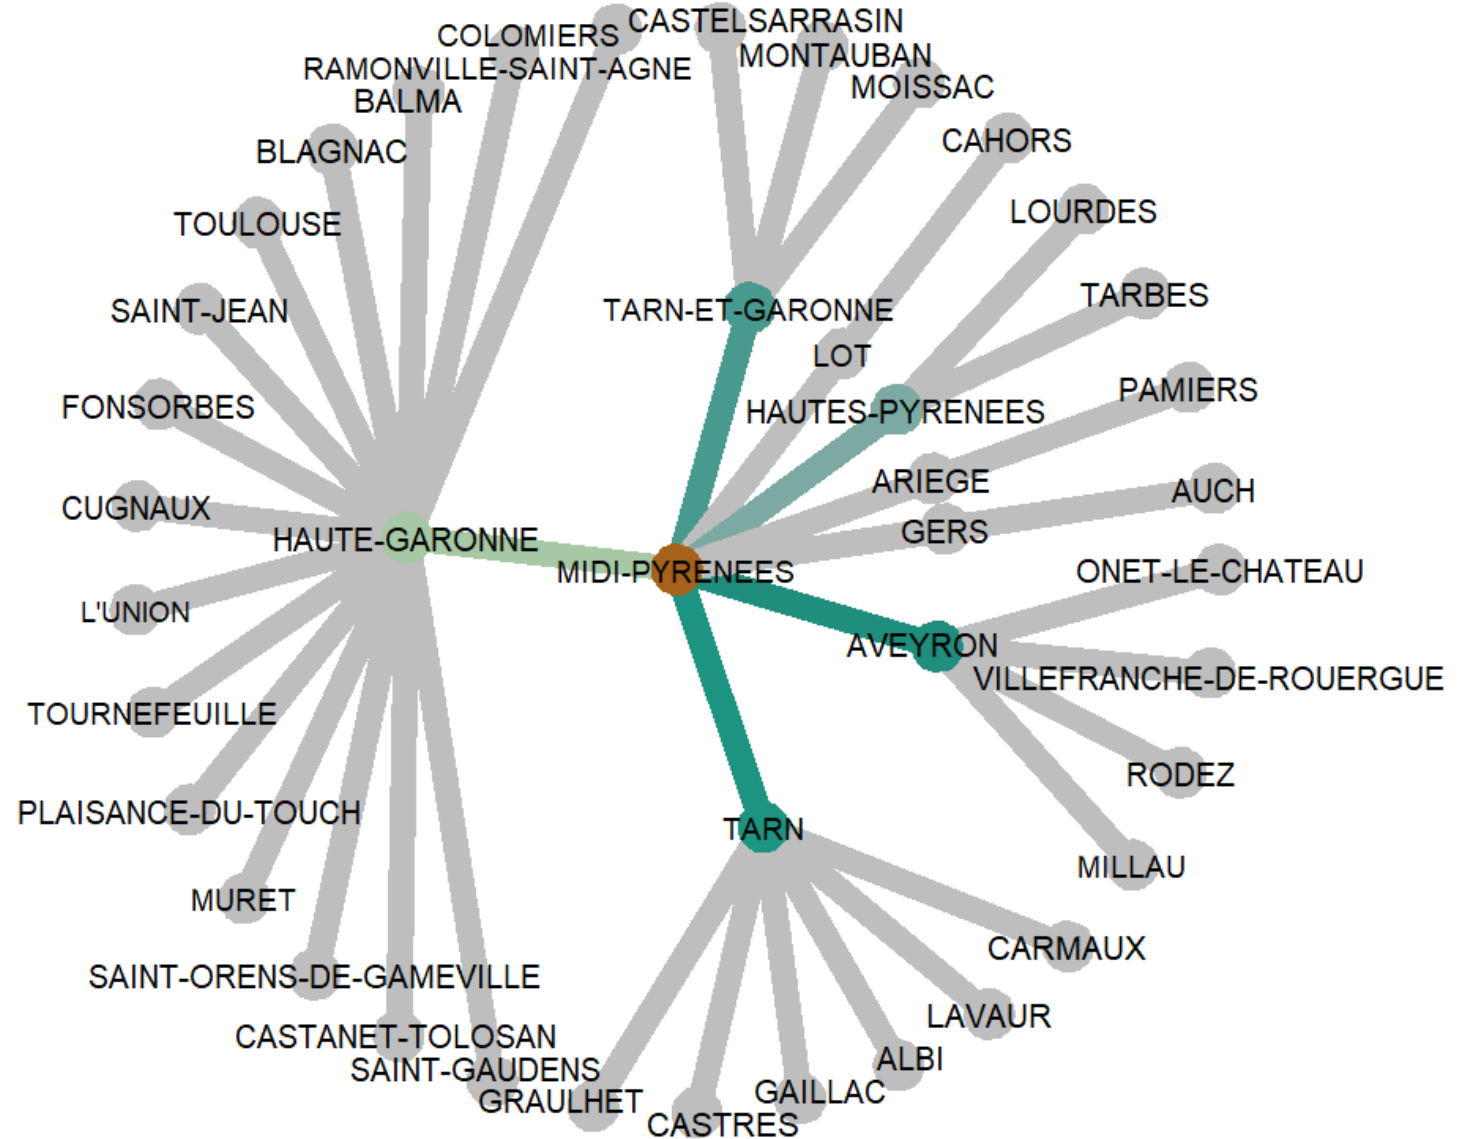 CASTELSARRASIN
COLOMIERS
MONTAUBAN
RAMONVILLE-SAINT-AGNE
MOISSAC
BALMA
CAHORS
BLAGNAC
LOURDES
TOULOUSE
TARBES
SAINT-JEAN
TARN-ET-GARONNE
LOT
PAMIERS
FONSORBES
HAUTES-PYRENEES
ARIEGE
AUCH
CUGNAUX
GERS
HAUTE-GARONNE
MIDI-PYRENEES
ONET-LE-CHATEAU
L'UNION
AVEYRON
VILLEFRANCHE-DE-ROUERGUE
TOURNEFEUILLE
RODEZ
PLAISANCE-DU-TOUCH
TARN
MILLAU
MURET
CARMAUX
SAINT-ORENS-DE-GAMEVILLE
LAVAUR
CASTANET-TOLOSAN
ALBI
SAINT-GAUDENS
GAILLAC
GRAULHET
CASTRES